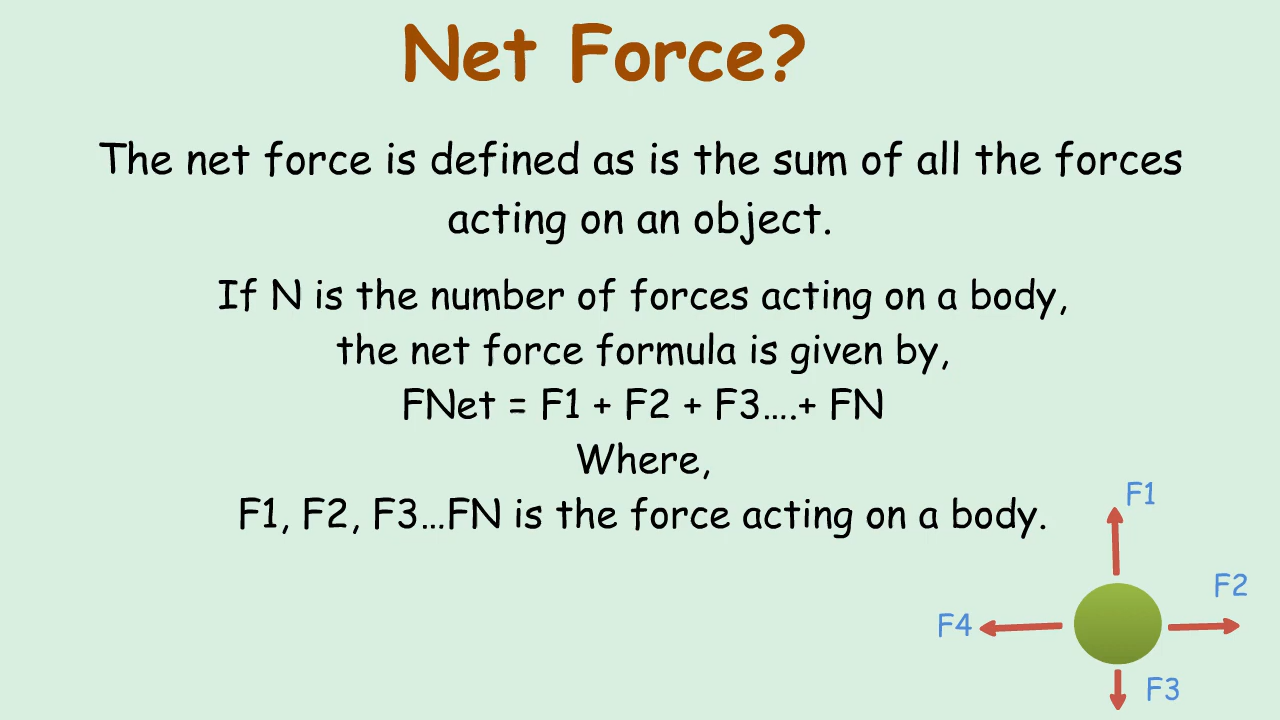 Net Force?
The net force is defined as is the sum of all the forces
acting on an object.
If N is the number of forces acting on a body,
the net force formula is given by,
FNet = F1 + F2 + F3....+ FN
Where,
F1, F2, F3...FN is the force acting on a body.
F1
F2
F4
F3